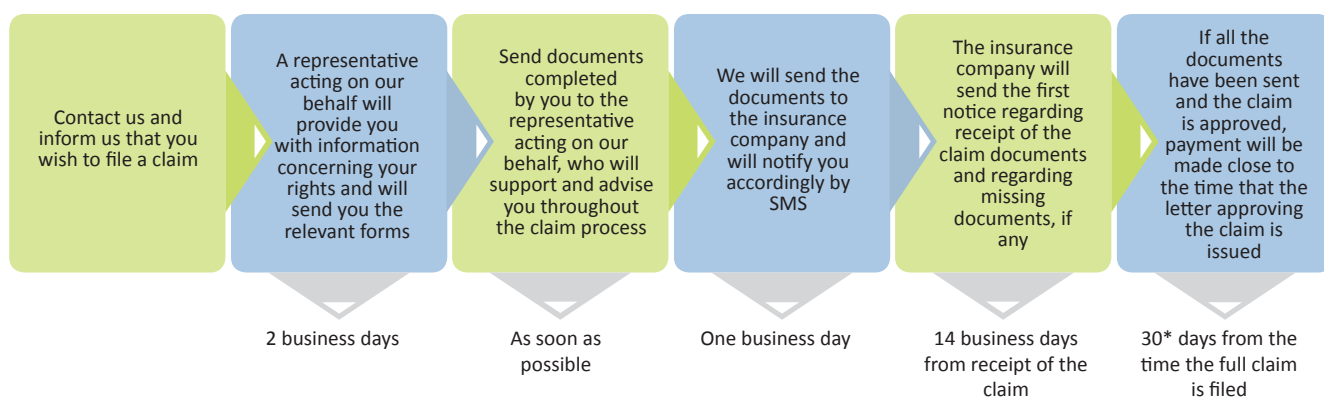 Contact us and
inform us that you
wish to file a claim
A representative
acting on our
behalf will
provide you
with information
concerning your
rights and will
send you the
relevant forms
Send documents
completed
by you to the
representative
acting on our
behalf, who will
support and advise
you throughout
the claim process
We will send the
documents to
the insurance
company and
will notify you
accordingly by
SMS
The insurance
company will
send the first
notice regarding
receipt of the
claim documents
and regarding
missing
documents, if
any
If all the
documents
have been sent
and the claim
is approved,
payment will be
made close to
the time that the
letter approving
the claim is
issued
2 business days
As soon as
possible
One business day
14 business days
from receipt of the
claim
30* days from the
time the full claim
is filed